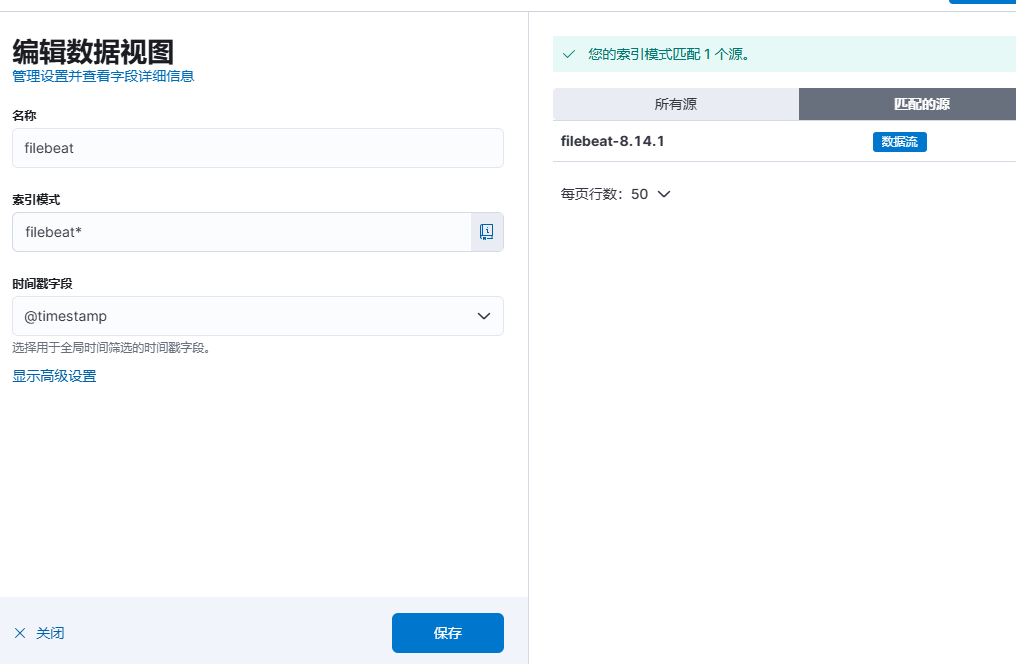 编辑数据视图
管理设置并查看字段详细信息
名称
filebeat
索引模式
filebeat*
时间戳字段
@timestamp
选择用于全局时间筛选的时间戳字段。
显示高级设置
关闭
保存
您的索引模式匹配 1 个源。
所有源
匹配的源
filebeat-8.14.1
数据流
每页行数：50